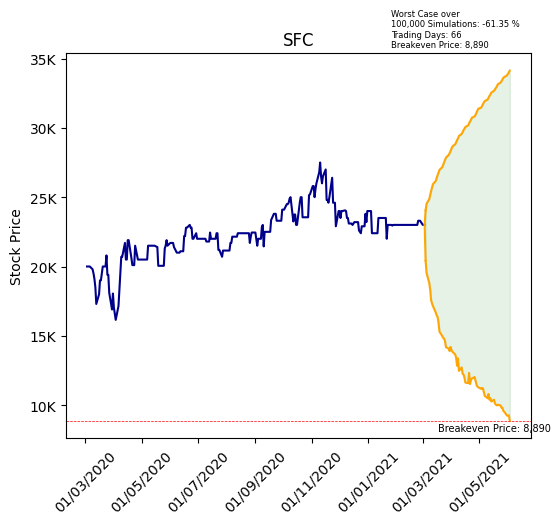 Worst Case over
100,000 Simulations: -61.35 %
Trading Days: 66
Breakeven Price: 8,890
SFC
35K
30K
25K
20K
15K
10K
Stock Price
Breakeven Price: 8,890
01/03/2020
01/05/2020
01/07/2020
01/09/2020
01/11/2020
01/01/2021
01/03/2021
01/05/2021